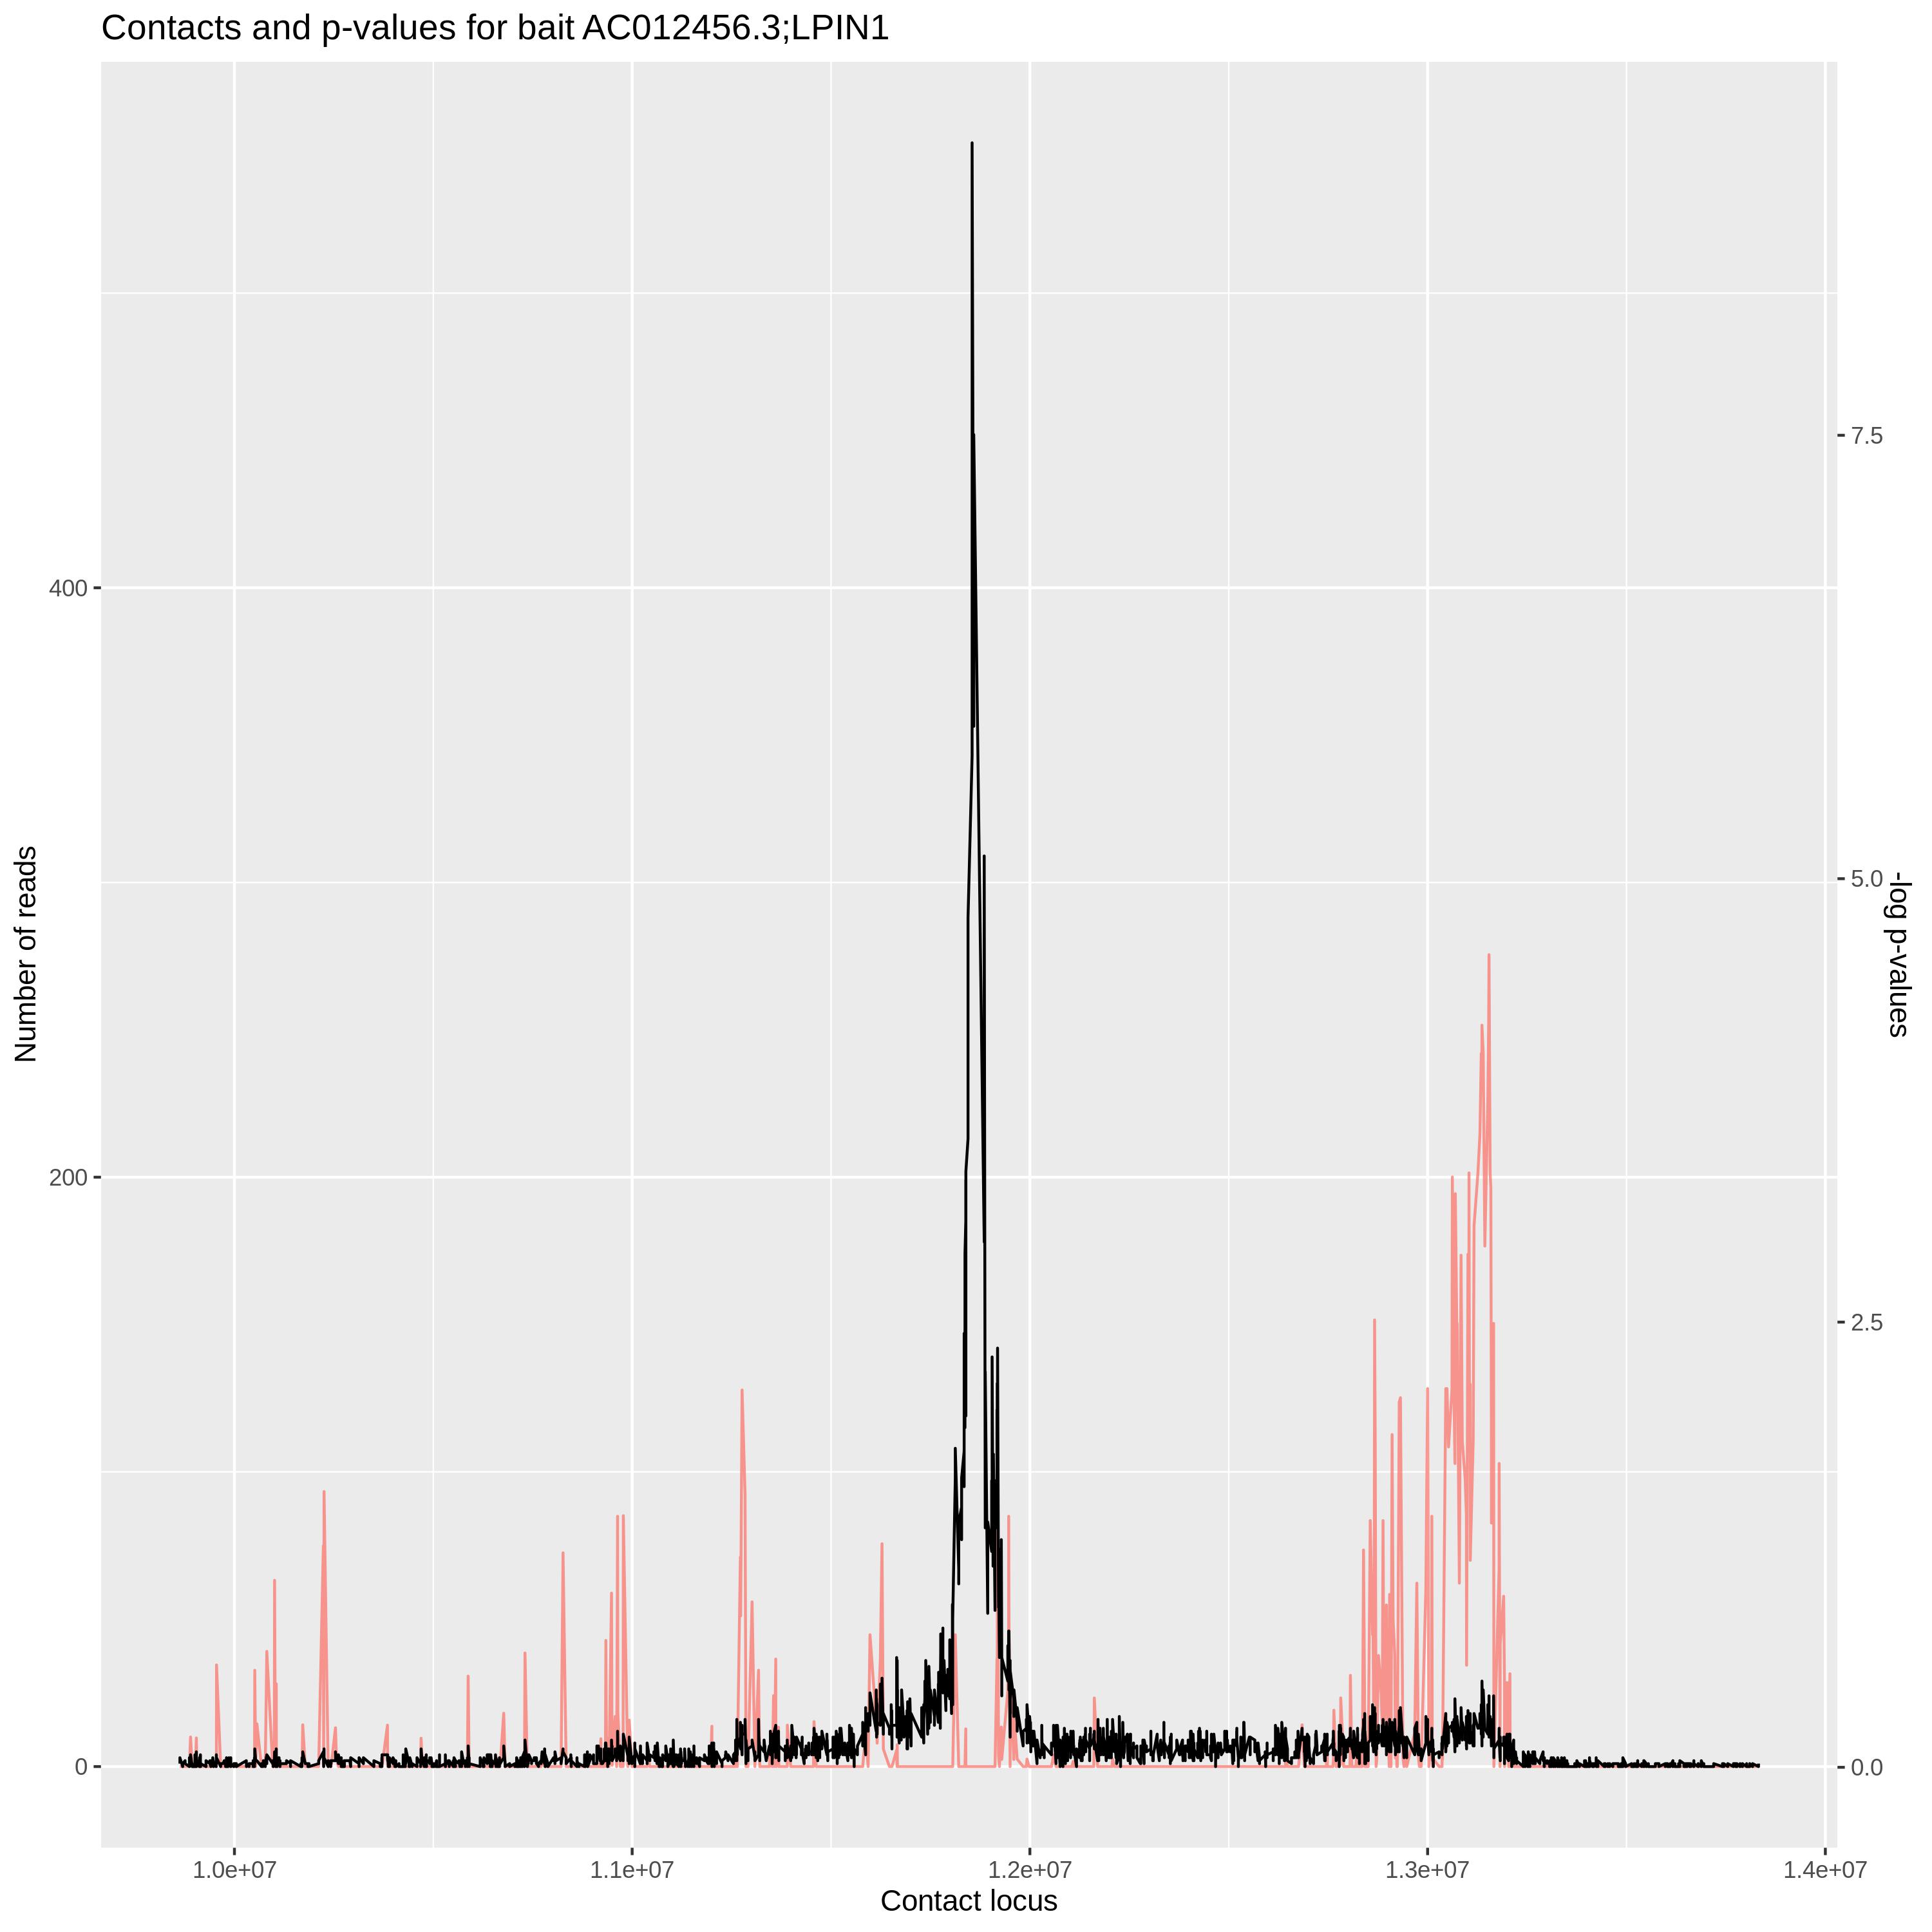 Contacts and p-values for bait AC012456.3;LPIN1
Number of reads
400
200
0
7.5
5.0
2.5
0.0
-log p-values
1.0e+07 1.1e+07 1.2e+07 1.3e+07 1.4e+07
Contact locus